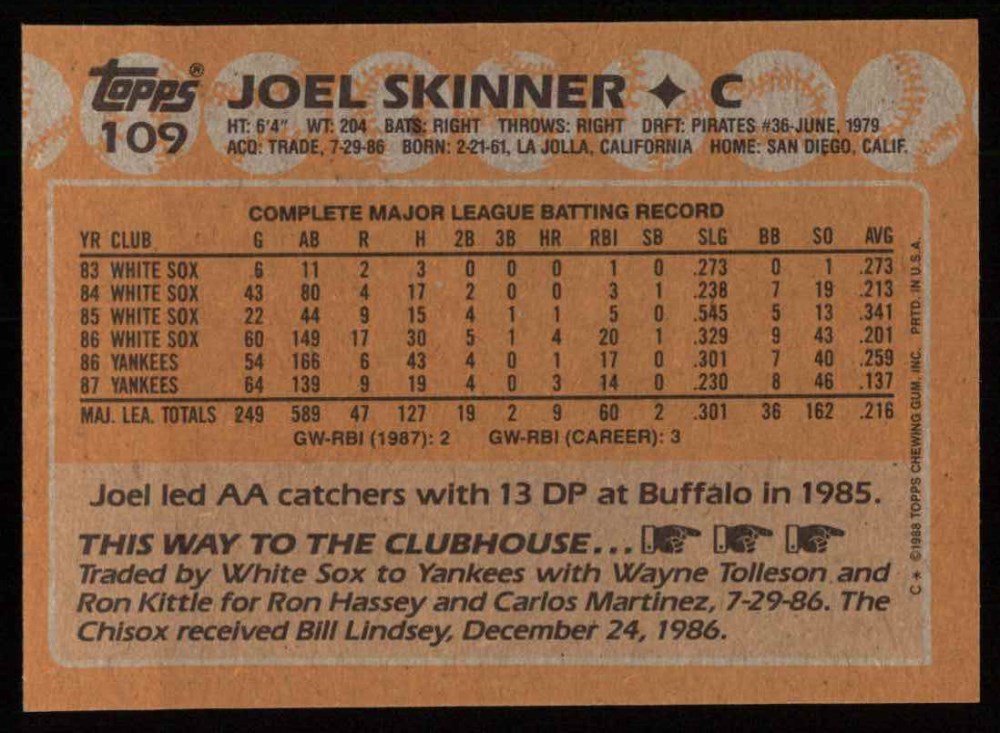 topps® JOEL SKINNER ✦ C
109
HT: 6'4" WT: 204 BATS: RIGHT THROWS: RIGHT DRFT: PIRATES #36-JUNE, 1979
ACQ: TRADE, 7-29-86 BORN: 2-21-61, LA JOLLA, CALIFORNIA HOME: SAN DIEGO, CALIF.
COMPLETE MAJOR LEAGUE BATTING RECORD
YR CLUB G AB R H 2B 3B HR RBI SB SLG BB SO AVG
83 WHITE SOX 6 11 2 3 0 0 0 1 0 .273 0 1 .273
84 WHITE SOX 43 80 4 17 2 0 0 3 1 .238 7 19 .213
85 WHITE SOX 22 44 9 15 4 1 1 5 0 .545 5 13 .341
86 WHITE SOX 60 149 17 30 5 1 4 20 1 .329 9 43 .201
86 YANKEES 54 166 6 43 4 0 1 17 0 .301 7 40 .259
87 YANKEES 64 139 9 19 4 0 3 14 0 .230 8 46 .137
MAJ. LEA. TOTALS 249 589 47 127 19 2 9 60 2 .301 36 162 .216
GW-RBI (1987): 2 GW-RBI (CAREER): 3
Joel led AA catchers with 13 DP at Buffalo in 1985.
THIS WAY TO THE CLUBHOUSE...
Traded by White Sox to Yankees with Wayne Tolleson and
Ron Kittle for Ron Hassey and Carlos Martinez, 7-29-86. The
Chisox received Bill Lindsey, December 24, 1986.
C* ©1988 TOPPS CHEWING GUM, INC. PRTD. IN U.S.A.